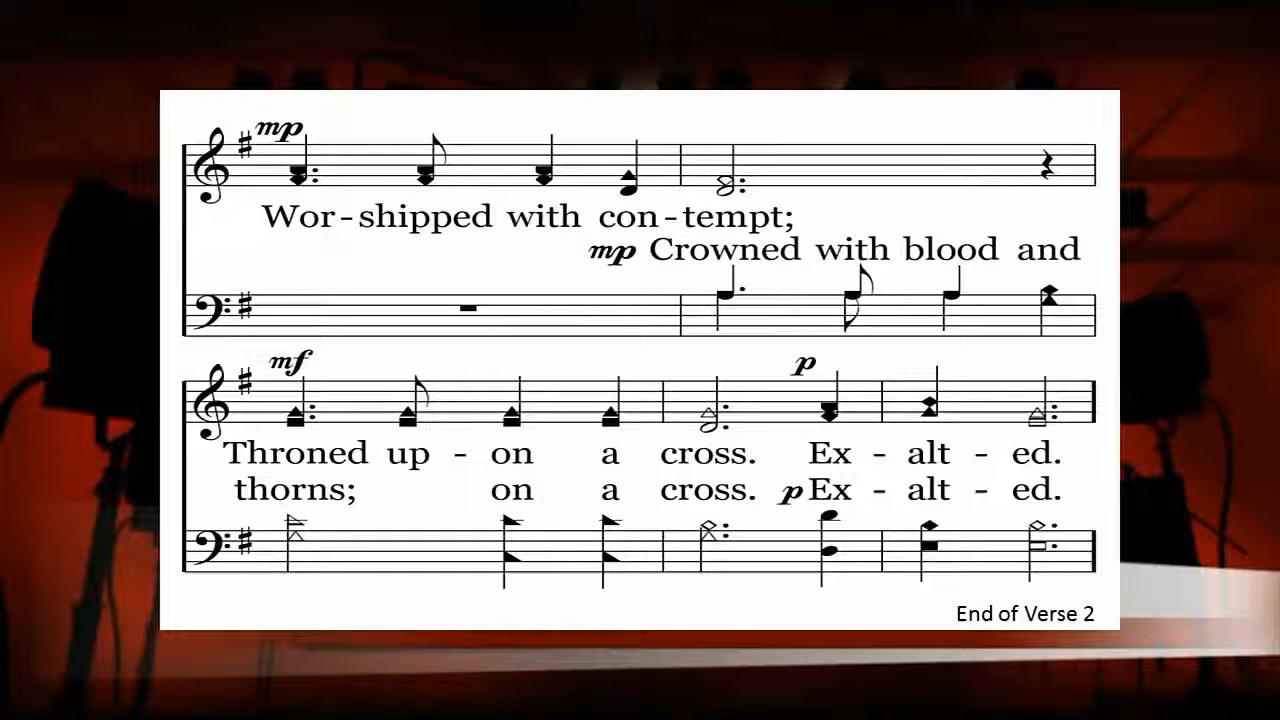 mp
Wor-shipped with con-tempt;
mp Crowned with blood and
mf p
Throned up - on a cross. Ex - alt - ed.
thorns; on a cross. p Ex - alt - ed.
End of Verse 2